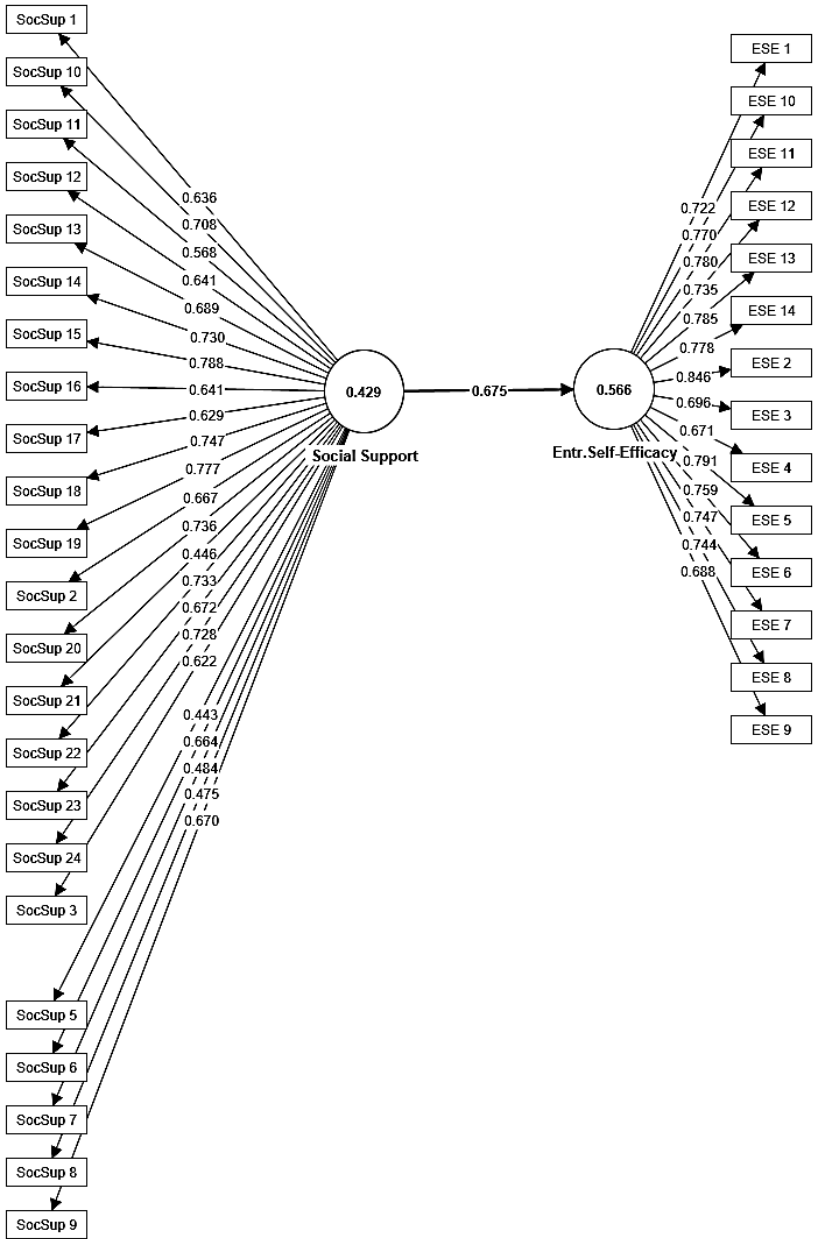 SocSup 1
SocSup 10
SocSup 11
SocSup 12
SocSup 13
SocSup 14
SocSup 15
SocSup 16
SocSup 17
SocSup 18
SocSup 19
SocSup 2
SocSup 20
SocSup 21
SocSup 22
SocSup 23
SocSup 24
SocSup 3
SocSup 5
SocSup 6
SocSup 7
SocSup 8
SocSup 9
0.636
0.708
0.568
0.641
0.689
0.730
0.788
0.641
0.629
0.747
0.777
0.667
0.736
0.446
0.733
0.672
0.728
0.622
0.443
0.664
0.484
0.475
0.670
0.429
Social Support
0.675
0.566
Entr.Self-Efficacy
0.722
0.770
0.780
0.735
0.785
0.778
0.846
0.696
0.671
0.791
0.759
0.747
0.744
0.688
ESE 1
ESE 10
ESE 11
ESE 12
ESE 13
ESE 14
ESE 2
ESE 3
ESE 4
ESE 5
ESE 6
ESE 7
ESE 8
ESE 9